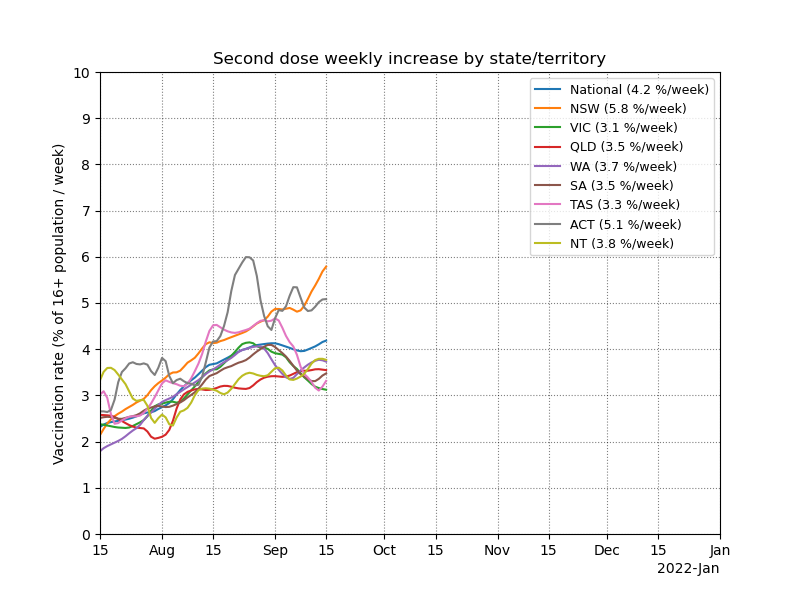 Second dose weekly increase by state/territory
Vaccination rate (% of 16+ population / week)
10
9
8
7
6
5
4
3
2
1
0
National (4.2 %/week)
NSW (5.8 %/week)
VIC (3.1 %/week)
QLD (3.5 %/week)
WA (3.7 %/week)
SA (3.5 %/week)
TAS (3.3 %/week)
ACT (5.1 %/week)
NT (3.8 %/week)
15 Aug 15 Sep 15 Oct 15 Nov 15 Dec 15 Jan
2022-Jan